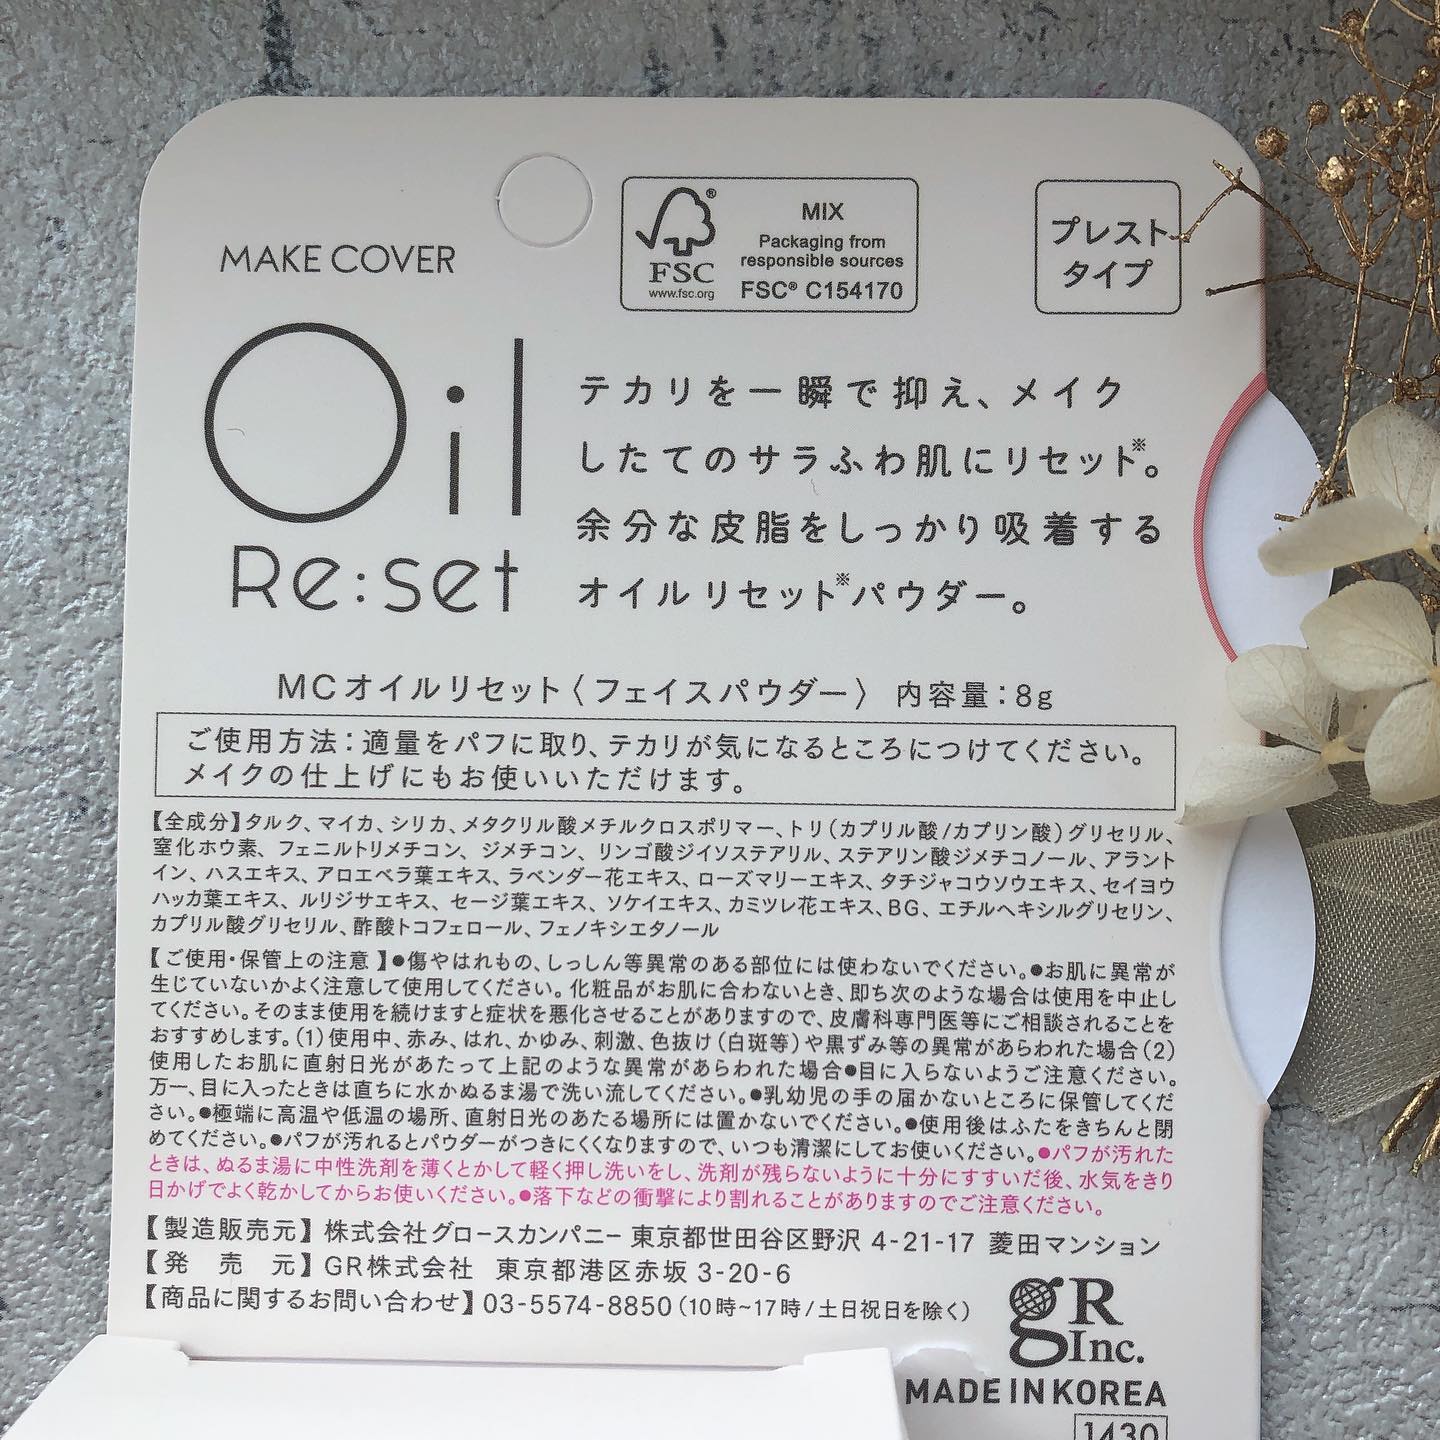 MAKE COVER
FSC
®
www.fsc.org
MIX
Packaging from
responsible sources
FSC® C154170
プレスト
タイプ
Oil
Re:set
テカリを一瞬で抑え、メイク
したてのサラふわ肌にリセット※。
余分な皮脂をしっかり吸着する
オイルリセット※パウダー。
MCオイルリセット〈フェイスパウダー〉 内容量:8g
ご使用方法:適量をパフに取り、テカリが気になるところにつけてください。
メイクの仕上げにもお使いいただけます。
【全成分】タルク、マイカ、シリカ、メタクリル酸メチルクロスポリマー、トリ(カプリル酸/カプリン酸)グリセリル、
窒化ホウ素、フェニルトリメチコン、ジメチコン、リンゴ酸ジイソステアリル、ステアリン酸ジメチコノール、アラント
イン、ハスエキス、アロエベラ葉エキス、ラベンダー花エキス、ローズマリーエキス、タチジャコウソウエキス、セイヨウ
ハッカ葉エキス、ルリジサエキス、セージ葉エキス、ソケイエキス、カミツレ花エキス、BG、エチルヘキシルグリセリン、
カプリル酸グリセリル、酢酸トコフェロール、フェノキシエタノール
【ご使用・保管上の注意】●傷やはれもの、しっしん等異常のある部位には使わないでください。●お肌に異常が
生じていないかよく注意して使用してください。化粧品がお肌に合わないとき、即ち次のような場合は使用を中止し
てください。そのまま使用を続けますと症状を悪化させることがありますので、皮膚科専門医等にご相談されることを
おすすめします。(1)使用中、赤み、はれ、かゆみ、刺激、色抜け(白斑等)や黒ずみ等の異常があらわれた場合(2)
使用したお肌に直射日光があたって上記のような異常があらわれた場合●目に入らないようご注意ください。
万一、目に入ったときは直ちに水かぬるま湯で洗い流してください。●乳幼児の手の届かないところに保管してくだ
さい。●極端に高温や低温の場所、直射日光のあたる場所には置かないでください。●使用後はふたをきちんと閉
めてください。●パフが汚れるとパウダーがつきにくくなりますので、いつも清潔にしてお使いください。●パフが汚れた
ときは、ぬるま湯に中性洗剤を薄くとかして軽く押し洗いをし、洗剤が残らないように十分にすすいだ後、水気をきり
日かげでよく乾かしてからお使いください。●落下などの衝撃により割れることがありますのでご注意ください。
【製造販売元】株式会社グロースカンパニー 東京都世田谷区野沢 4-21-17 菱田マンション
【発 売 元】GR株式会社 東京都港区赤坂 3-20-6
【商品に関するお問い合わせ】03-5574-8850(10時~17時/土日祝日を除く)
gR
Inc.
MADE IN KOREA
1430